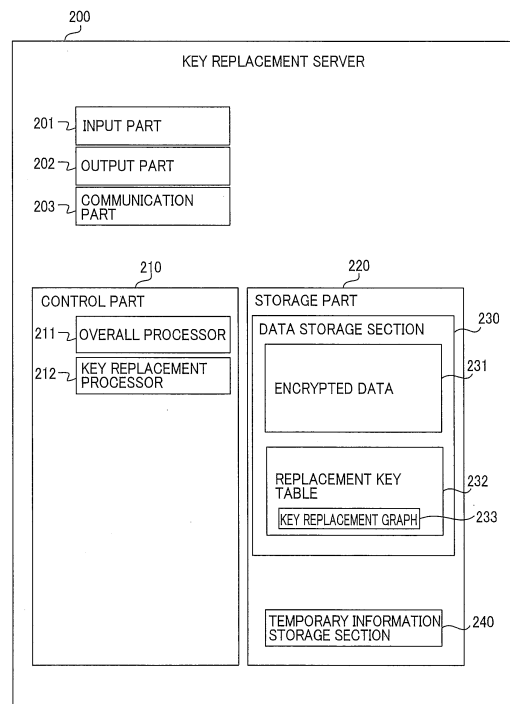 200
KEY REPLACEMENT SERVER
201
INPUT PART
202
OUTPUT PART
203
COMMUNICATION
PART
210
CONTROL PART
211
OVERALL PROCESSOR
212
KEY REPLACEMENT
PROCESSOR
220
STORAGE PART
DATA STORAGE SECTION
230
ENCRYPTED DATA
231
REPLACEMENT KEY
TABLE
232
KEY REPLACEMENT GRAPH
233
TEMPORARY INFORMATION
STORAGE SECTION
240